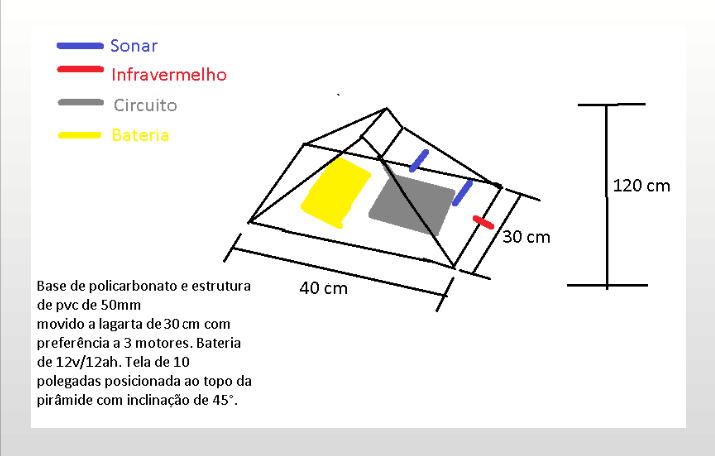 Sonar
Infravermelho
Circuito
Bateria
120 cm
30 cm
40 cm
Base de policarbonato e estrutura
de pvc de 50mm
movido a lagarta de 30 cm com
preferência a 3 motores. Bateria
de 12v/12ah. Tela de 10
polegadas posicionada ao topo da
pirâmide com inclinação de 45°.